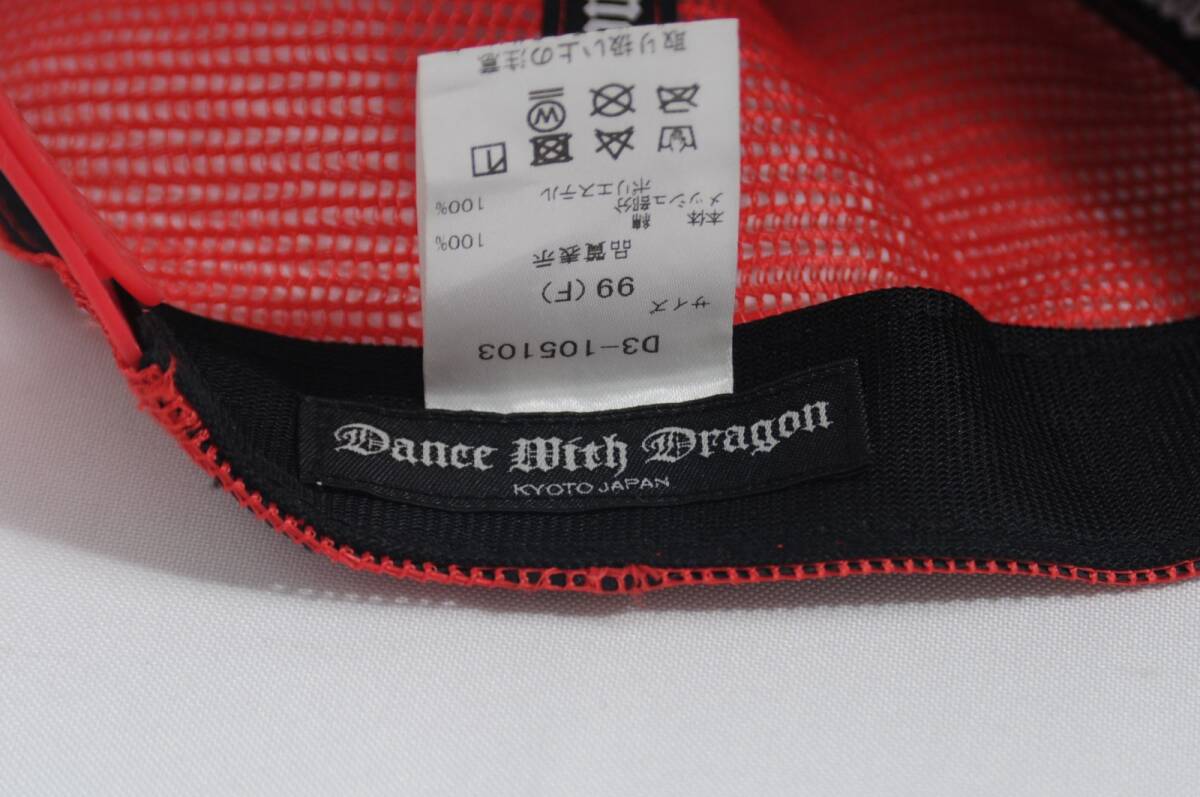 D3-105103
サイズ
99 (F)
品質表示
本体 綿 100%
メッシュ部分
ポリエステル 100%
取り扱い上の注意
Dance With Dragon
KYOTO JAPAN